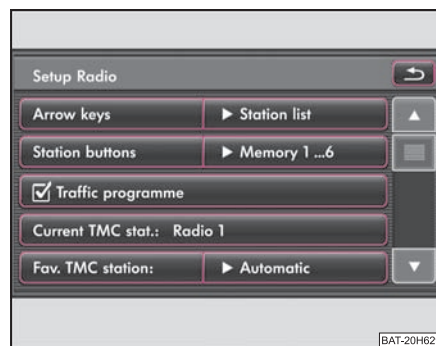 Setup Radio
Arrow keys ▶ Station list
Station buttons ▶ Memory 1 ...6
Traffic programme
Current TMC stat.: Radio 1
Fav. TMC station: ▶ Automatic
BAT-20H62